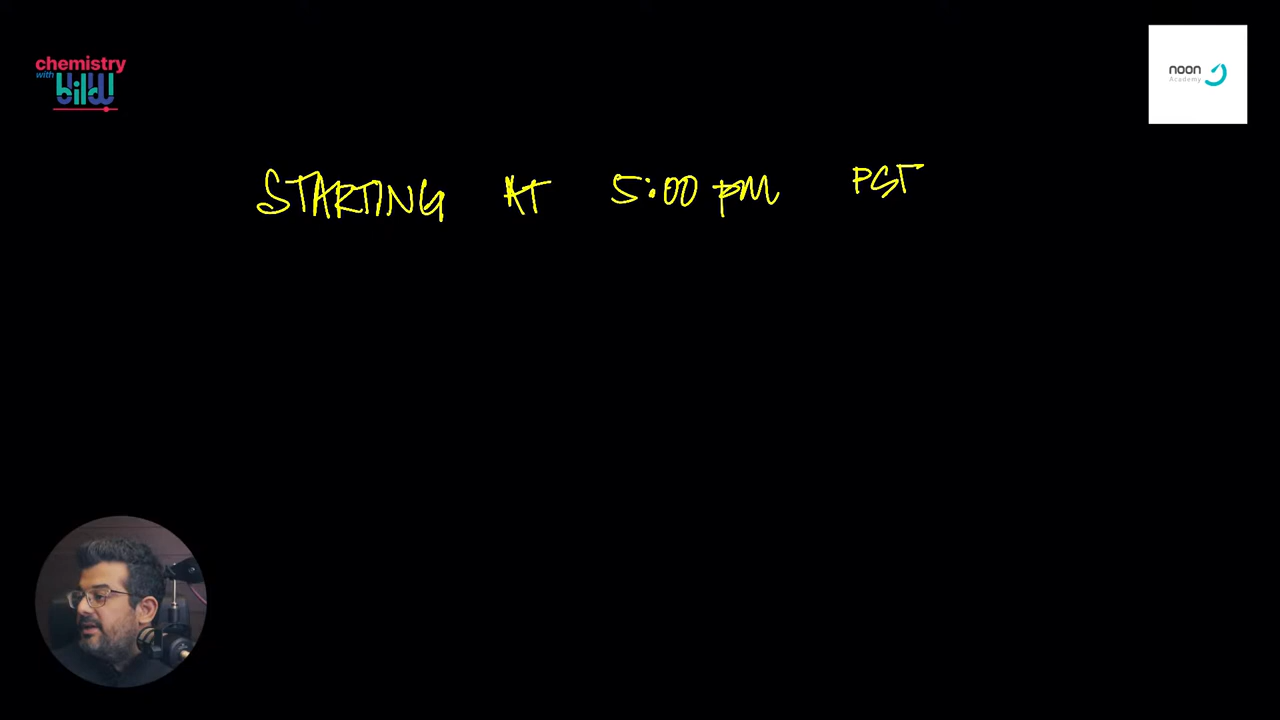 chemistry
with
bilal!
noon
Academy
STARTING AT 5:00 PM PST